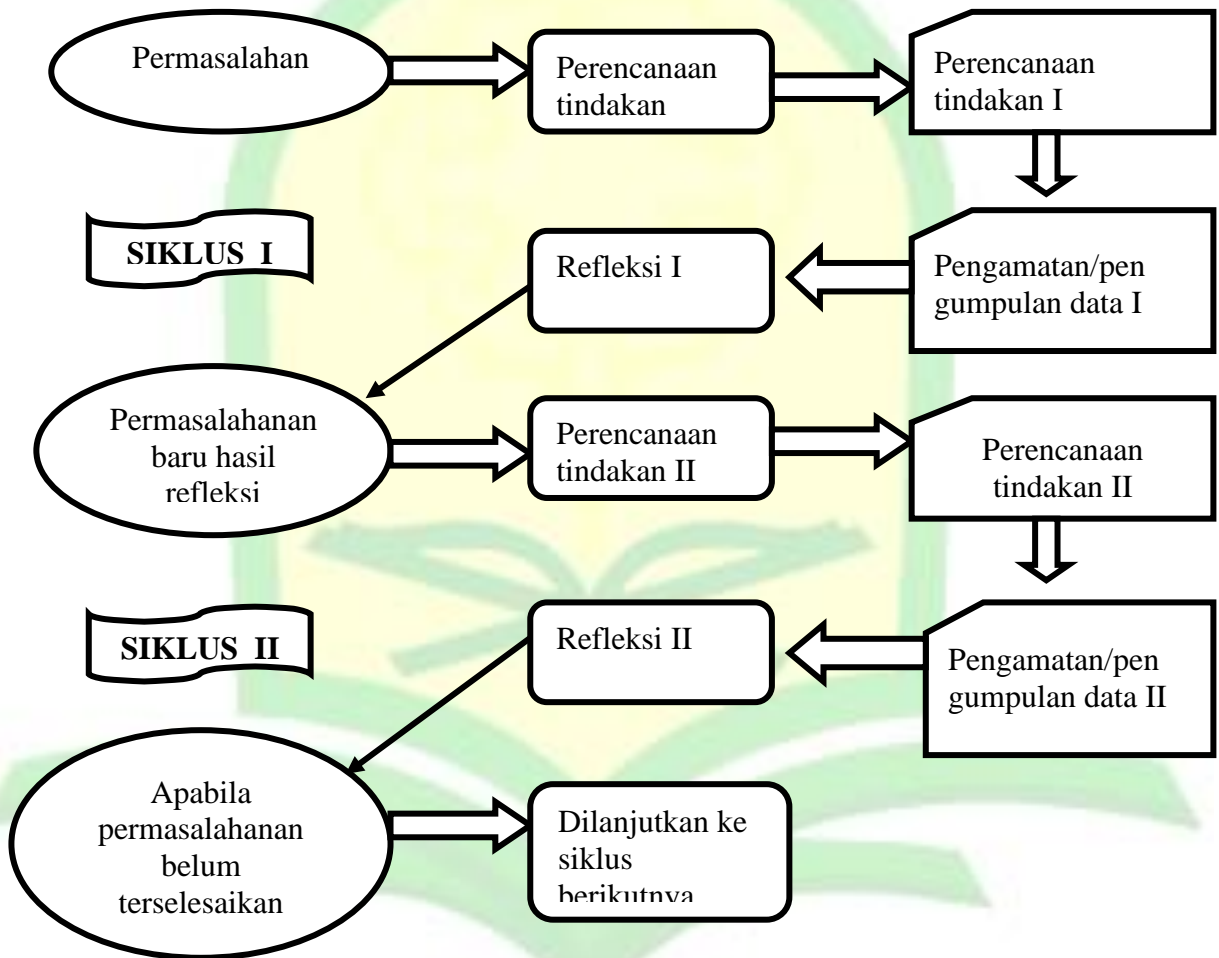 Permasalahan
Perencanaan
tindakan
Perencanaan
tindakan I
SIKLUS I
Refleksi I
Pengamatan/pen
gumpulan data I
Permasalahanan
baru hasil
refleksi
Perencanaan
tindakan II
Perencanaan
tindakan II
SIKLUS II
Refleksi II
Pengamatan/pen
gumpulan data II
Apabila
permasalahanan
belum
terselesaikan
Dilanjutkan ke
siklus
berikutnya